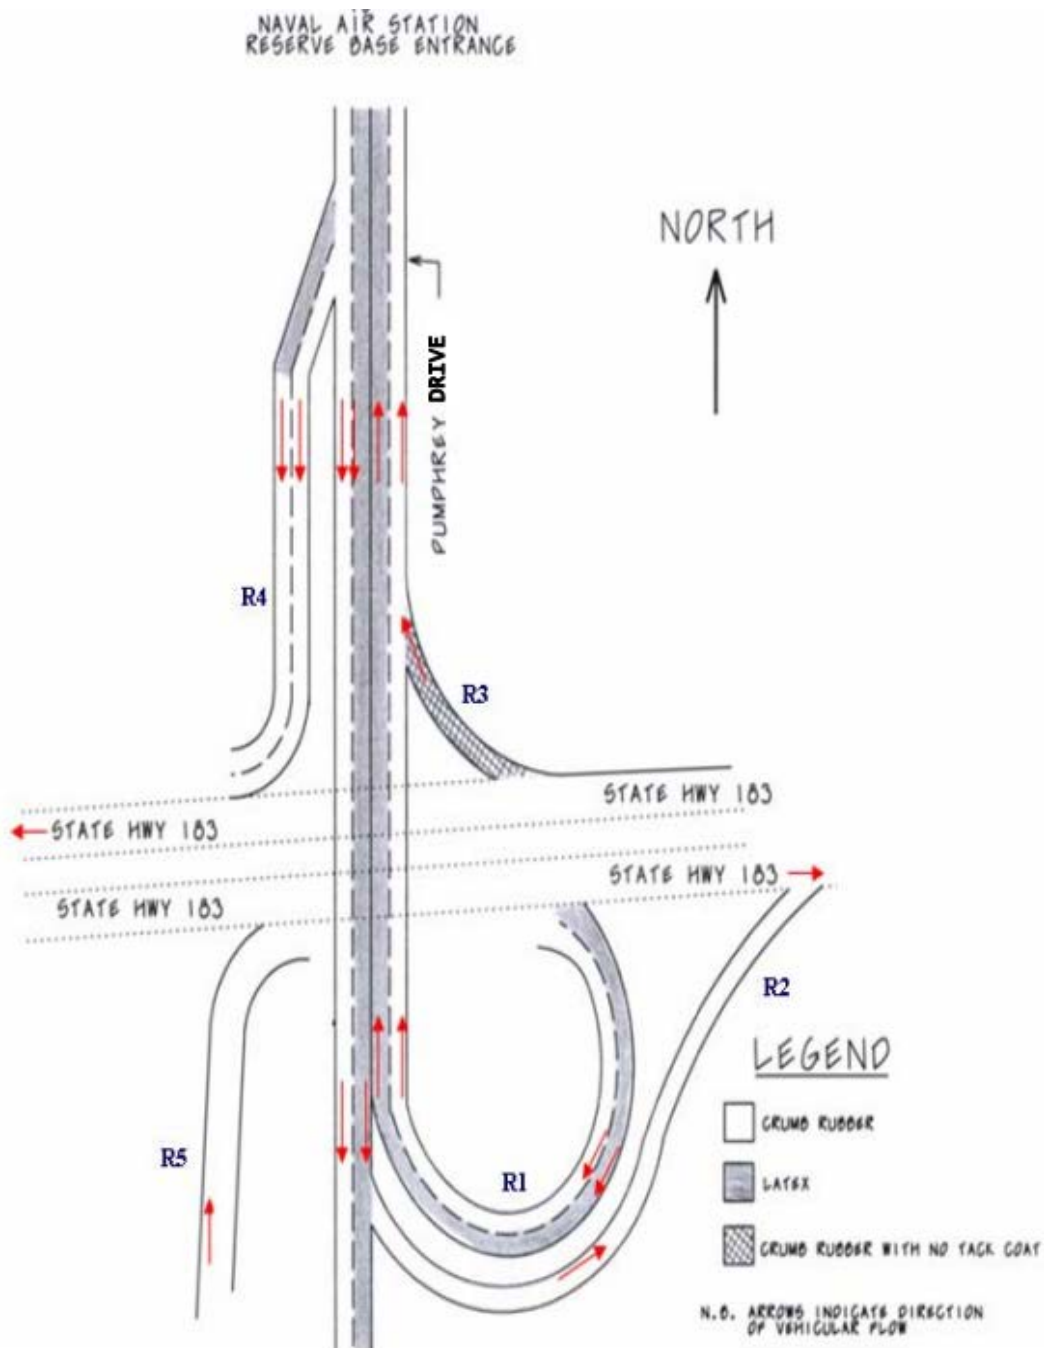 NAVAL AIR STATION
RESERVE BASE ENTRANCE
NORTH
PUMPHREY DRIVE
R4
R3
STATE HWY 183
STATE HWY 183
STATE HWY 183
STATE HWY 183
R2
R5
R1
LEGEND
CRUMB RUBBER
LATEX
CRUMB RUBBER WITH NO TACK COAT
N.B. ARROWS INDICATE DIRECTION
OF VEHICULAR FLOW